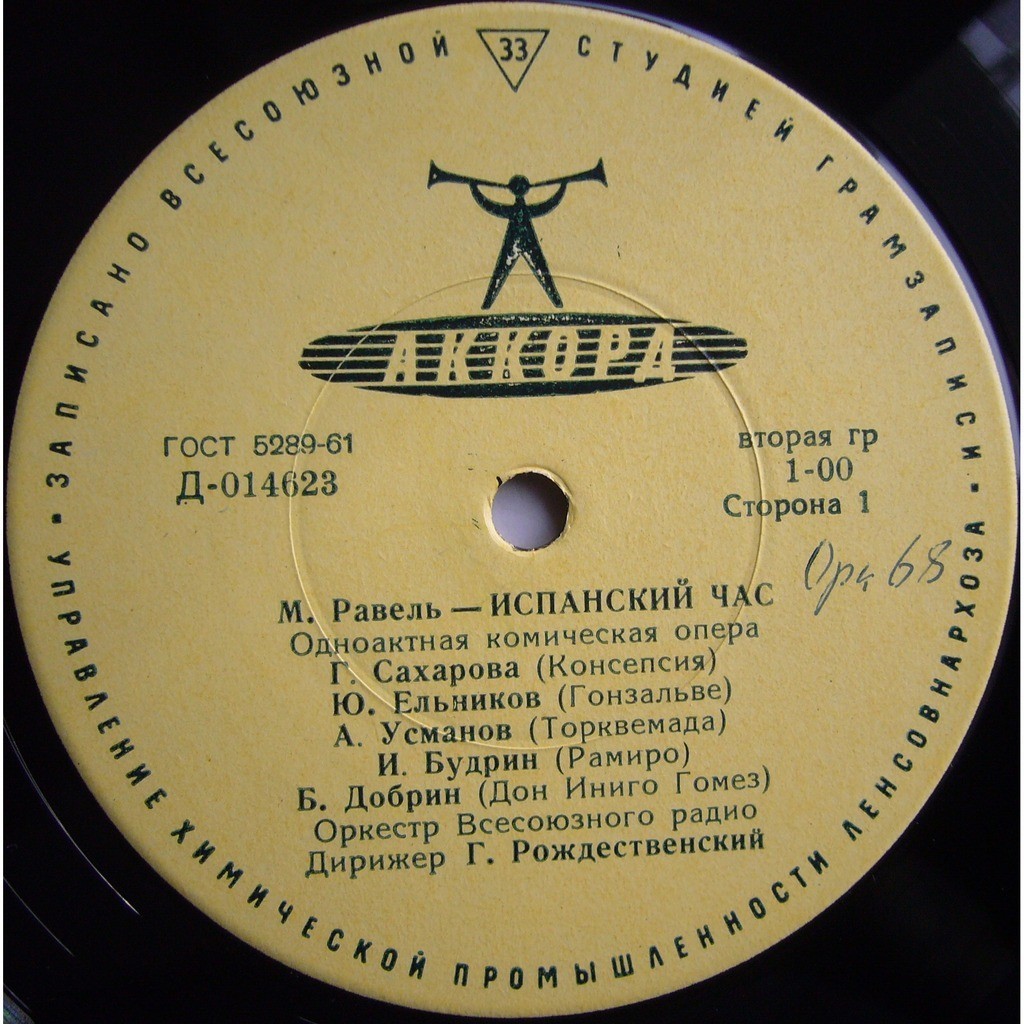 ЗАПИСАНО ВСЕСОЮЗНОЙ 33 СТУДИЕЙ ГРАМЗАПИСИ • УПРАВЛЕНИЕ ХИМИЧЕСКОЙ ПРОМЫШЛЕННОСТИ ЛЕНСОВНАРХОЗА •
АККОРД
ГОСТ 5289-61
Д-014623
вторая гр
1-00
Сторона 1
68
М. Равель — ИСПАНСКИЙ ЧАС
Одноактная комическая опера
Г. Сахарова (Консепсия)
Ю. Ельников (Гонзальве)
А. Усманов (Торквемада)
И. Будрин (Рамиро)
Б. Добрин (Дон Иниго Гомез)
Оркестр Всесоюзного радио
Дирижер Г. Рождественский